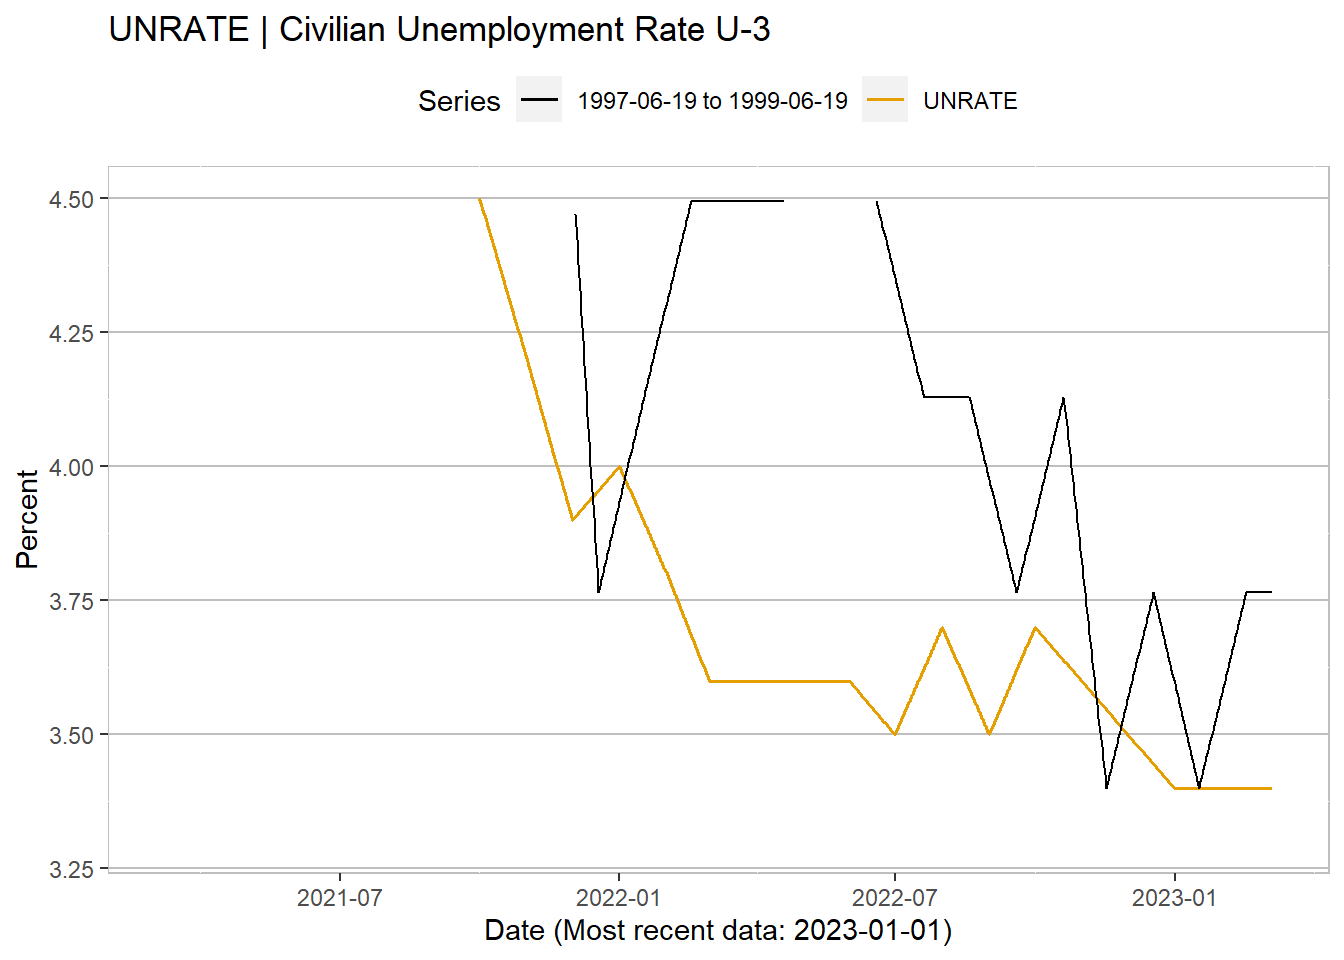 UNRATE | Civilian Unemployment Rate U-3
Series 1997-06-19 to 1999-06-19 UNRATE
4.50
4.25
4.00
3.75
3.50
3.25
Percent
2021-07 2022-01 2022-07 2023-01
Date (Most recent data: 2023-01-01)